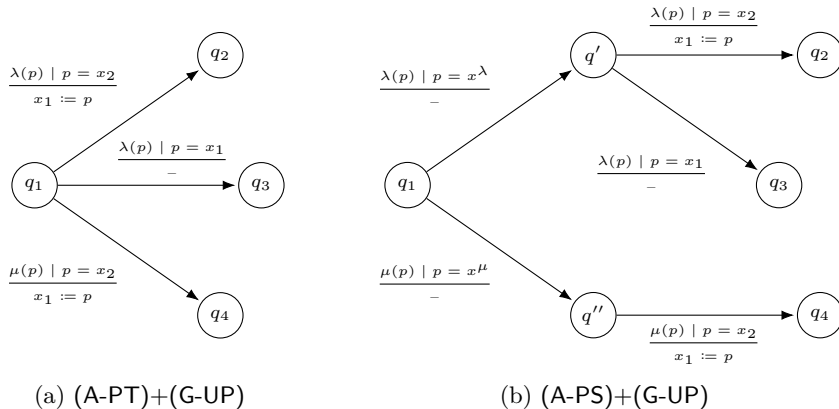 q₂
λ(p) | p = x₂
x₁ := p
q₁
λ(p) | p = x₁
–
q₃
μ(p) | p = x₂
x₁ := p
q₄
(a) (A-PT)+(G-UP)
λ(p) | p = x₂
x₁ := p
q′
q₂
λ(p) | p = x^λ
–
λ(p) | p = x₁
–
q₁
q₃
μ(p) | p = x^μ
–
q″
q₄
μ(p) | p = x₂
x₁ := p
(b) (A-PS)+(G-UP)